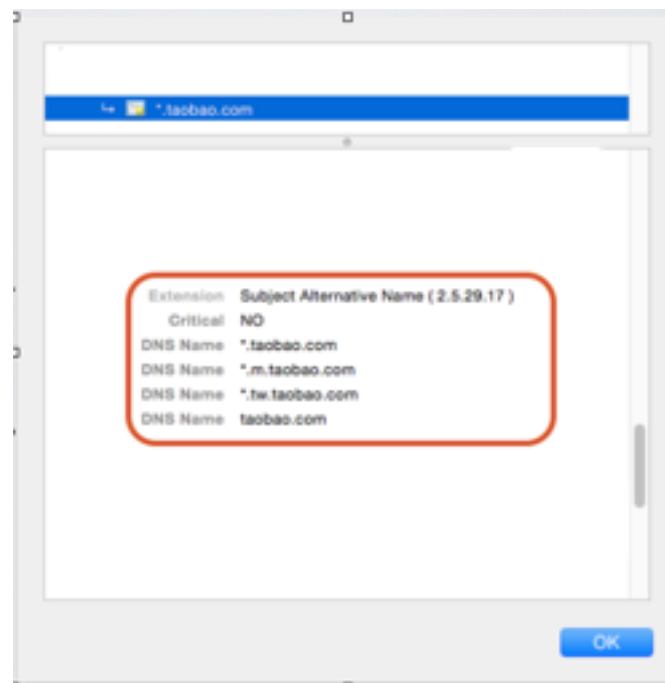 *.taobao.com
Extension Subject Alternative Name ( 2.5.29.17 )
Critical NO
DNS Name *.taobao.com
DNS Name *.m.taobao.com
DNS Name *.tw.taobao.com
DNS Name taobao.com
OK